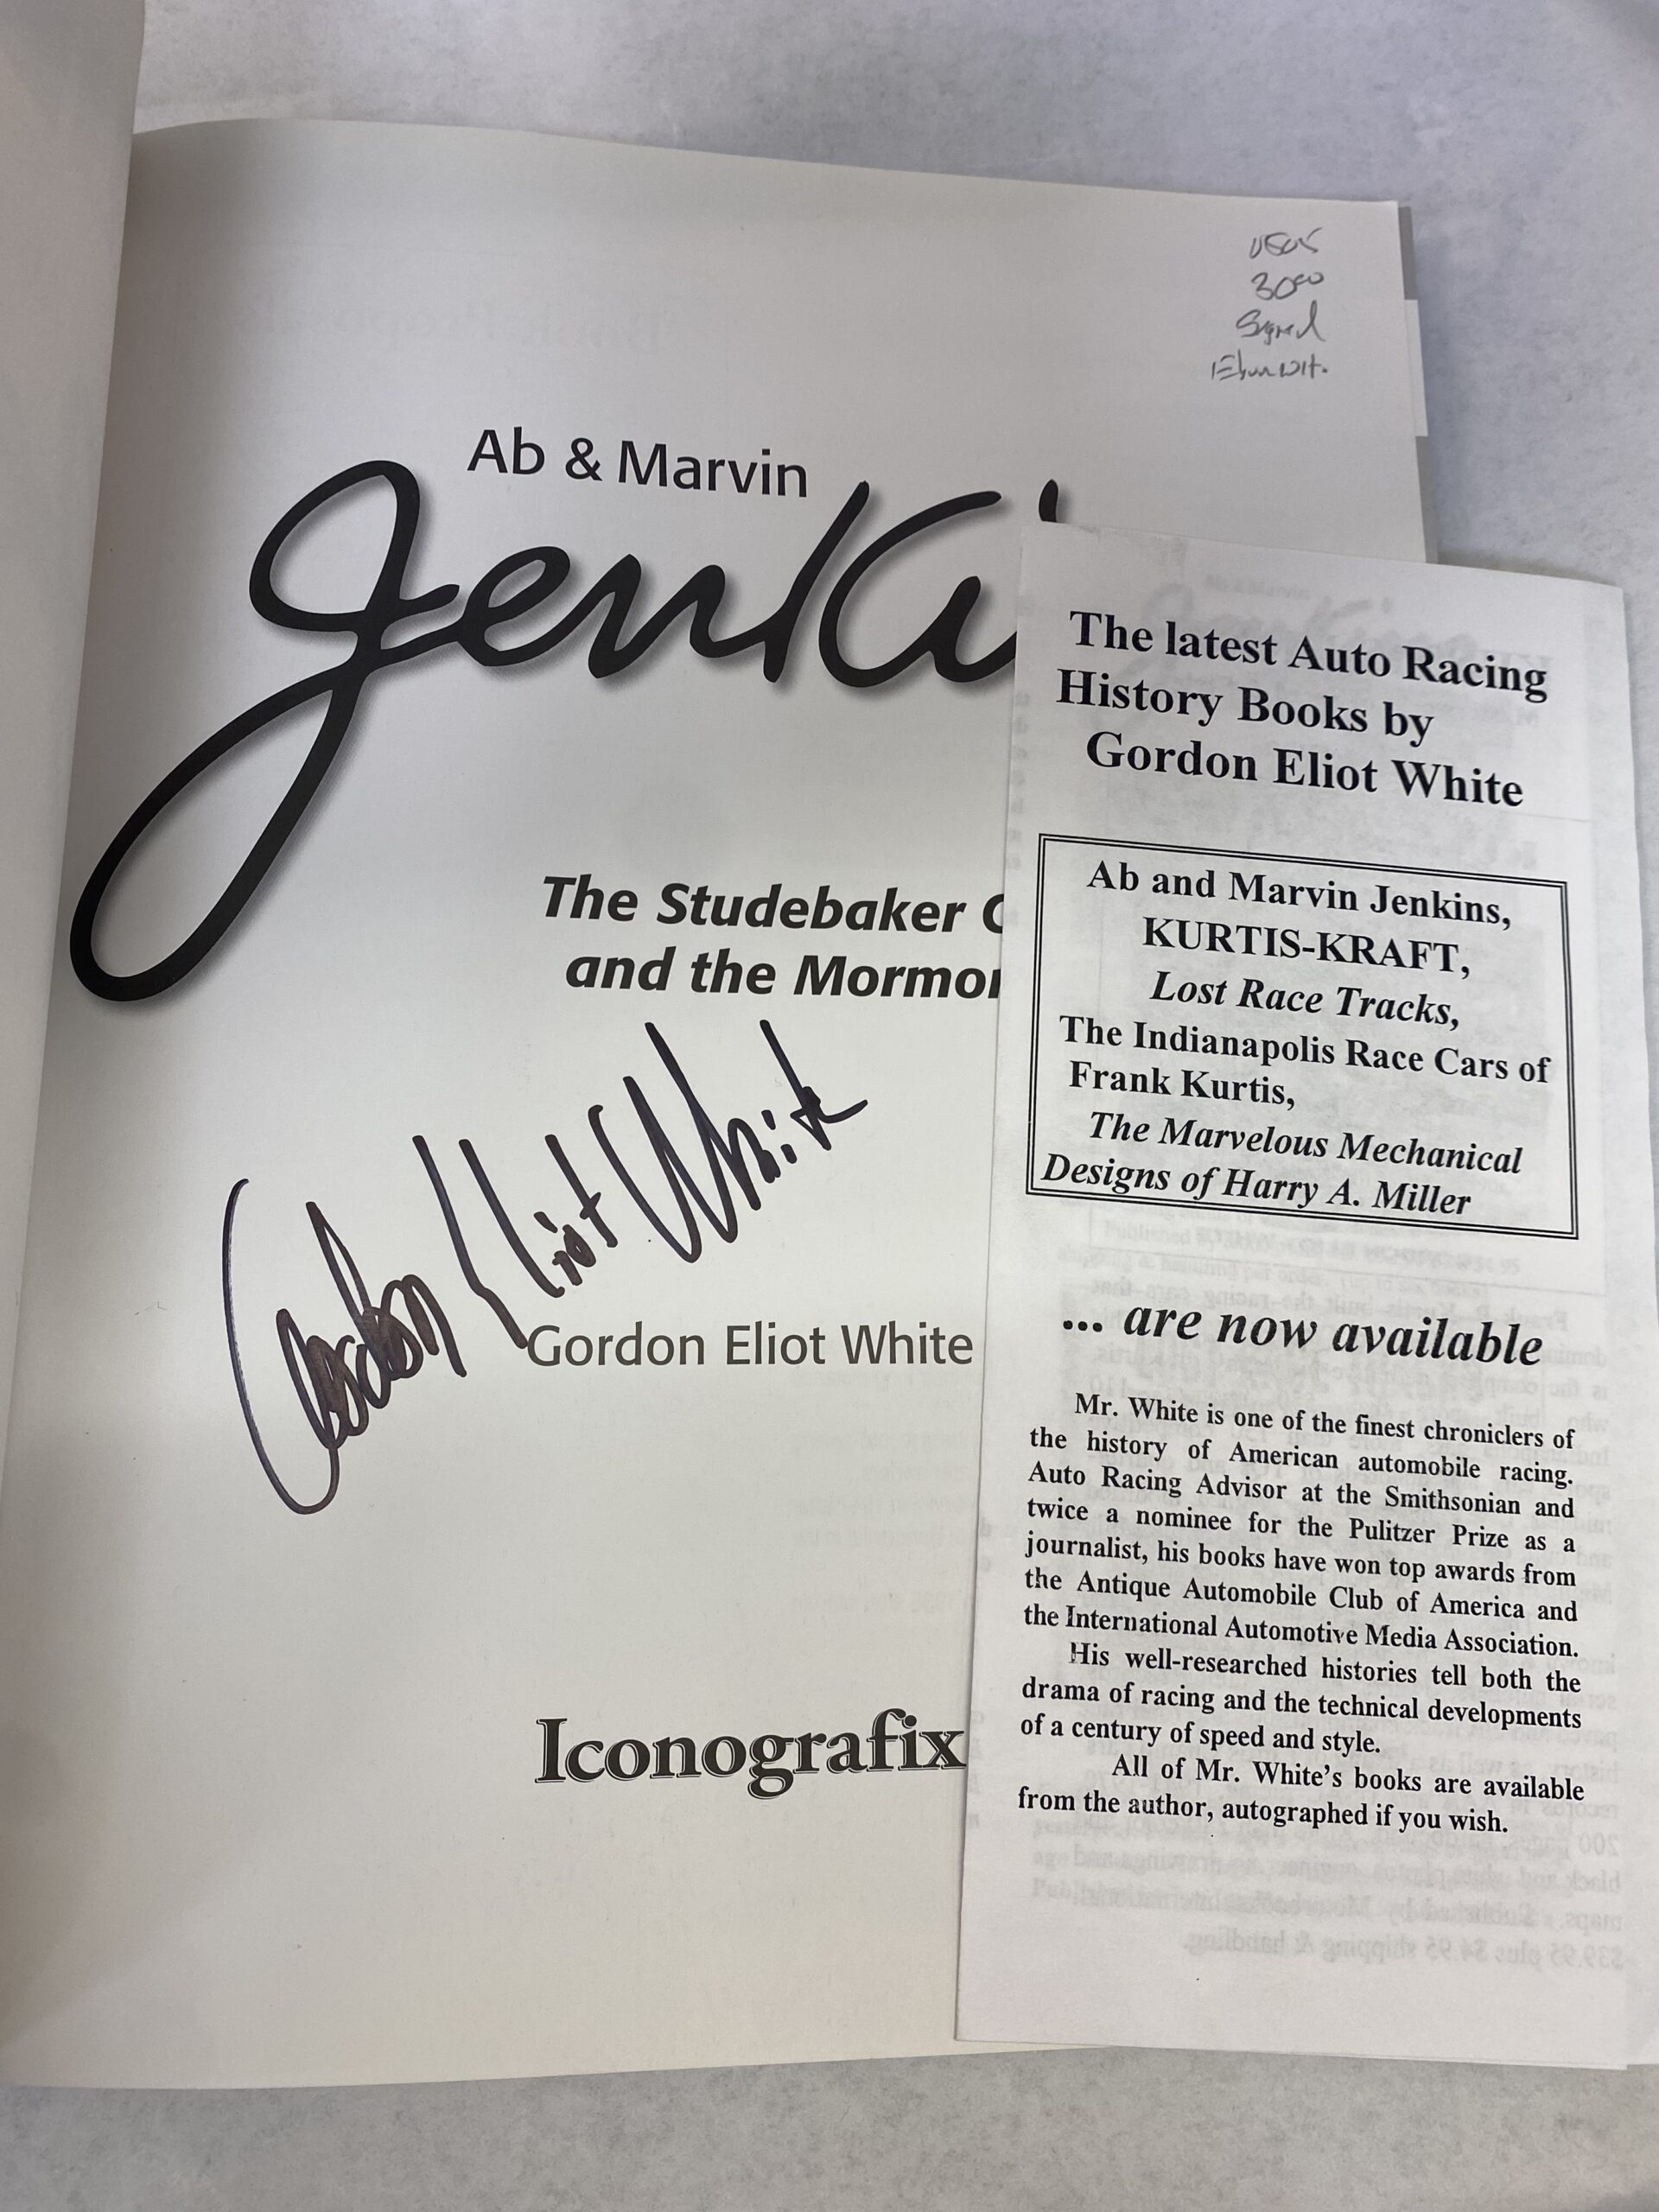 3000
Signed
Ab & Marvin
The Studebaker
and the
Gordon Eliot White
Gordon Eliot White
Iconografix
The latest Auto Racing
History Books by
Gordon Eliot White
Ab and Marvin Jenkins,
KURTIS-KRAFT,
Lost Race Tracks,
The Indianapolis Race Cars of
Frank Kurtis,
The Marvelous Mechanical
Designs of Harry A. Miller
... are now available
Mr. White is one of the finest chroniclers of
the history of American automobile racing.
Auto Racing Advisor at the Smithsonian and
twice a nominee for the Pulitzer Prize as a
journalist, his books have won top awards from
the Antique Automobile Club of America and
the International Automotive Media Association.
His well-researched histories tell both the
drama of racing and the technical developments
of a century of speed and style.
All of Mr. White's books are available
from the author, autographed if you wish.